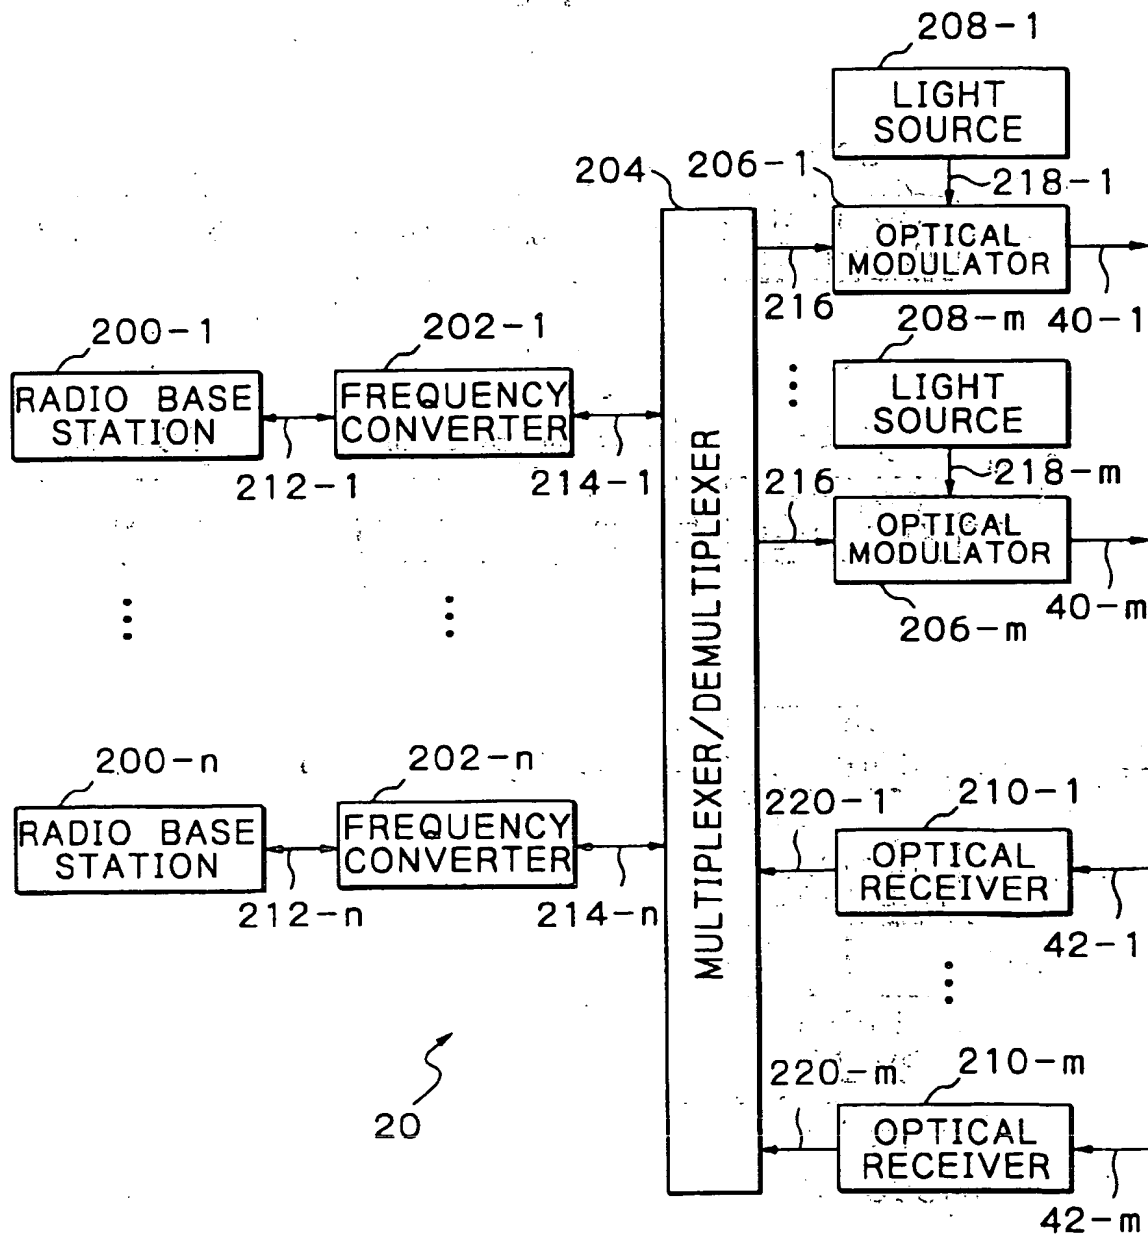 208-1
LIGHT
SOURCE
204
206-1
218-1
OPTICAL
MODULATOR
216
208-m
40-1
200-1
202-1
RADIO BASE
STATION
FREQUENCY
CONVERTER
LIGHT
SOURCE
212-1
214-1
216
218-m
OPTICAL
MODULATOR
206-m
40-m
MULTIPLEXER/DEMULTIPLEXER
200-n
202-n
RADIO BASE
STATION
FREQUENCY
CONVERTER
212-n
214-n
220-1
210-1
OPTICAL
RECEIVER
42-1
20
220-m
210-m
OPTICAL
RECEIVER
42-m